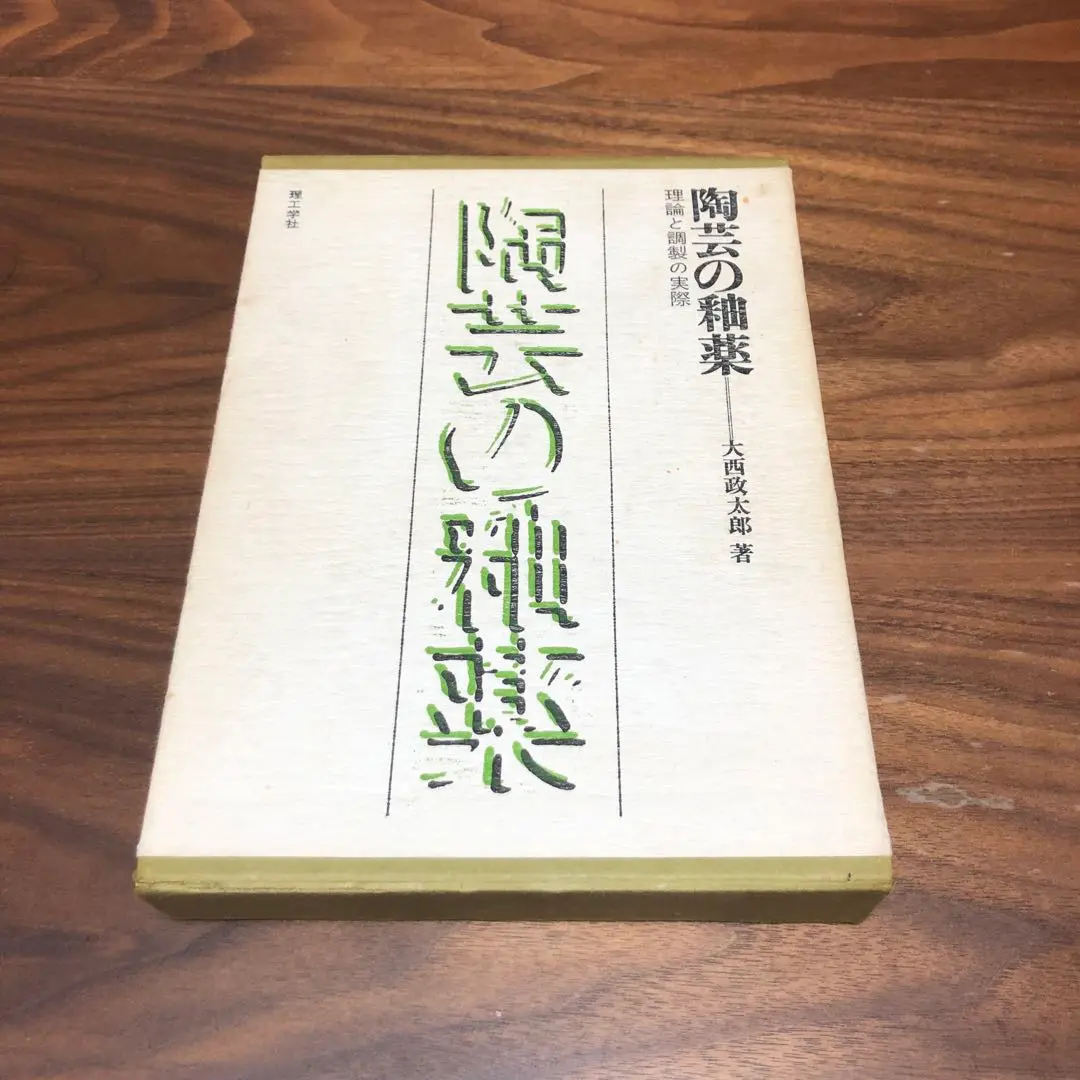 陶芸の釉薬──大西政太郎 著
理論と調製の実際
陶芸の釉薬
理工学社